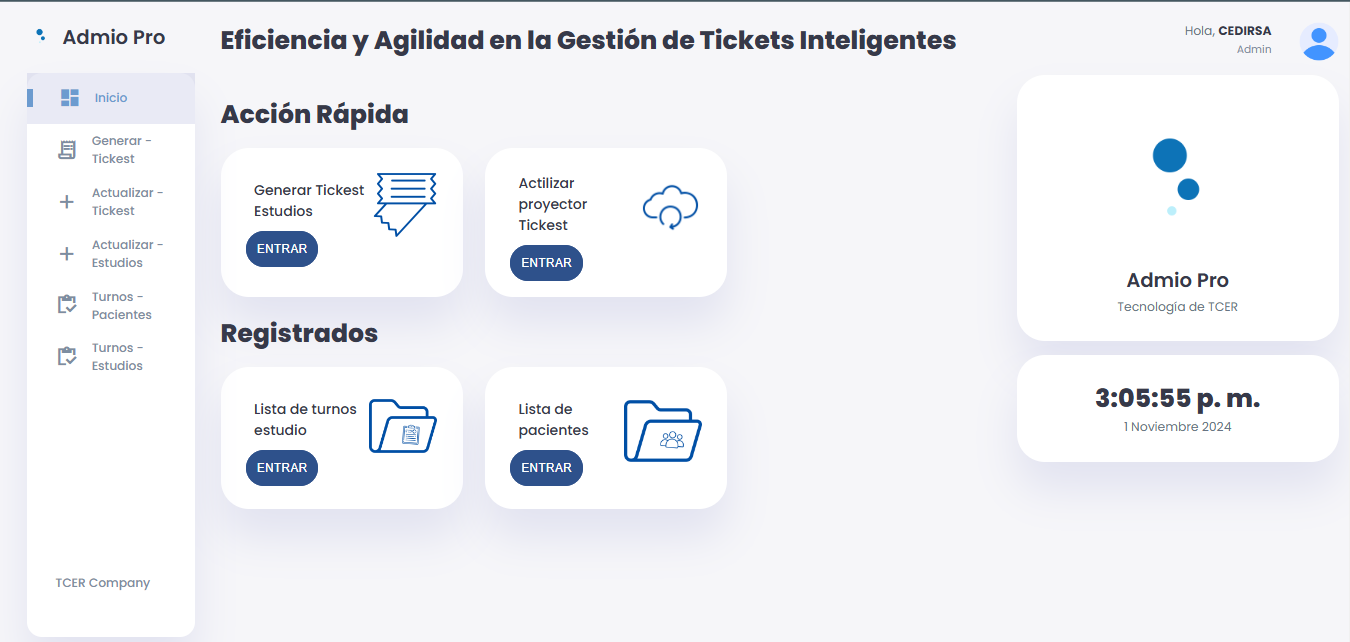 Admio Pro
Eficiencia y Agilidad en la Gestión de Tickets Inteligentes
Hola, CEDIRSA
Admin
Inicio
Generar -
Tickest
Actualizar -
Tickest
Actualizar -
Estudios
Turnos -
Pacientes
Turnos -
Estudios
TCER Company
Acción Rápida
Generar Tickest
Estudios
ENTRAR
Actilizar
proyector
Tickest
ENTRAR
Registrados
Lista de turnos
estudio
ENTRAR
Lista de
pacientes
ENTRAR
Admio Pro
Tecnología de TCER
3:05:55 p. m.
1 Noviembre 2024